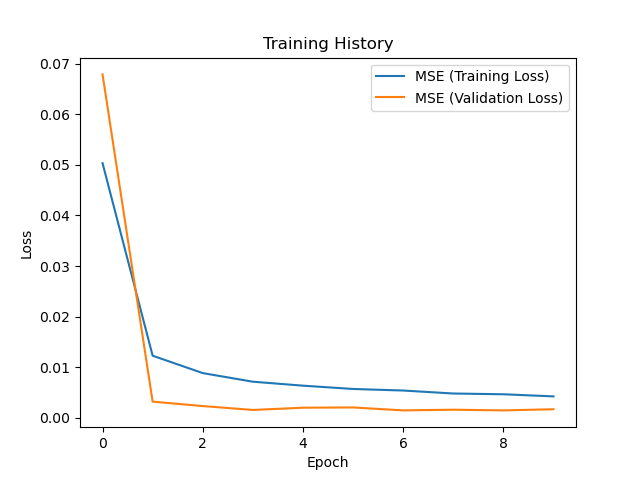 Training History
MSE (Training Loss)
MSE (Validation Loss)
Loss
0.07
0.06
0.05
0.04
0.03
0.02
0.01
0.00
0 2 4 6 8
Epoch